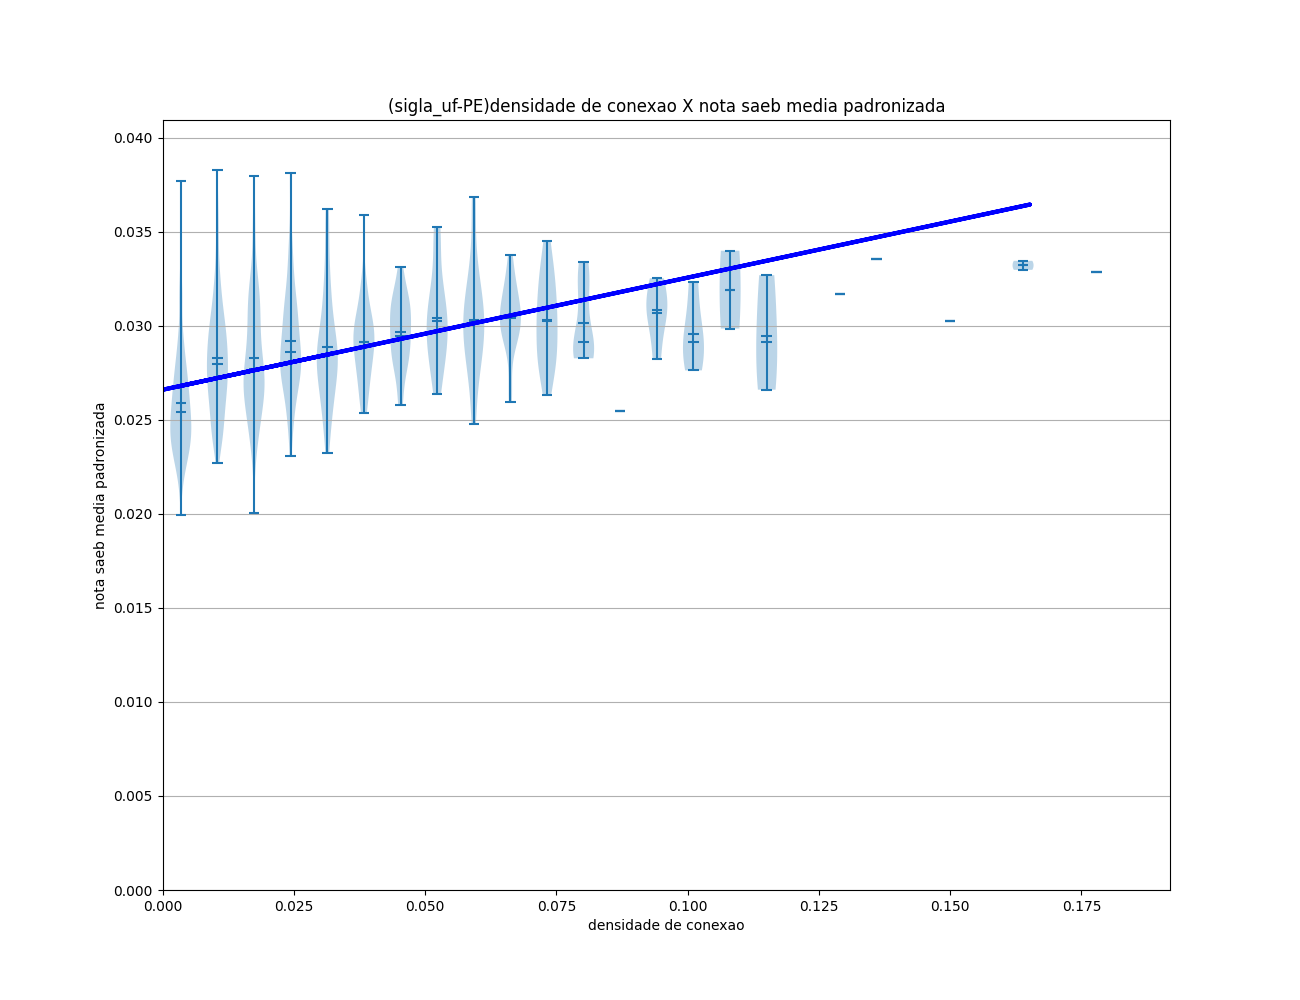 (sigla_uf-PE)densidade de conexao X nota saeb media padronizada
0.040
0.035
0.030
0.025
0.020
0.015
0.010
0.005
0.000
nota saeb media padronizada
0.000 0.025 0.050 0.075 0.100 0.125 0.150 0.175
densidade de conexao